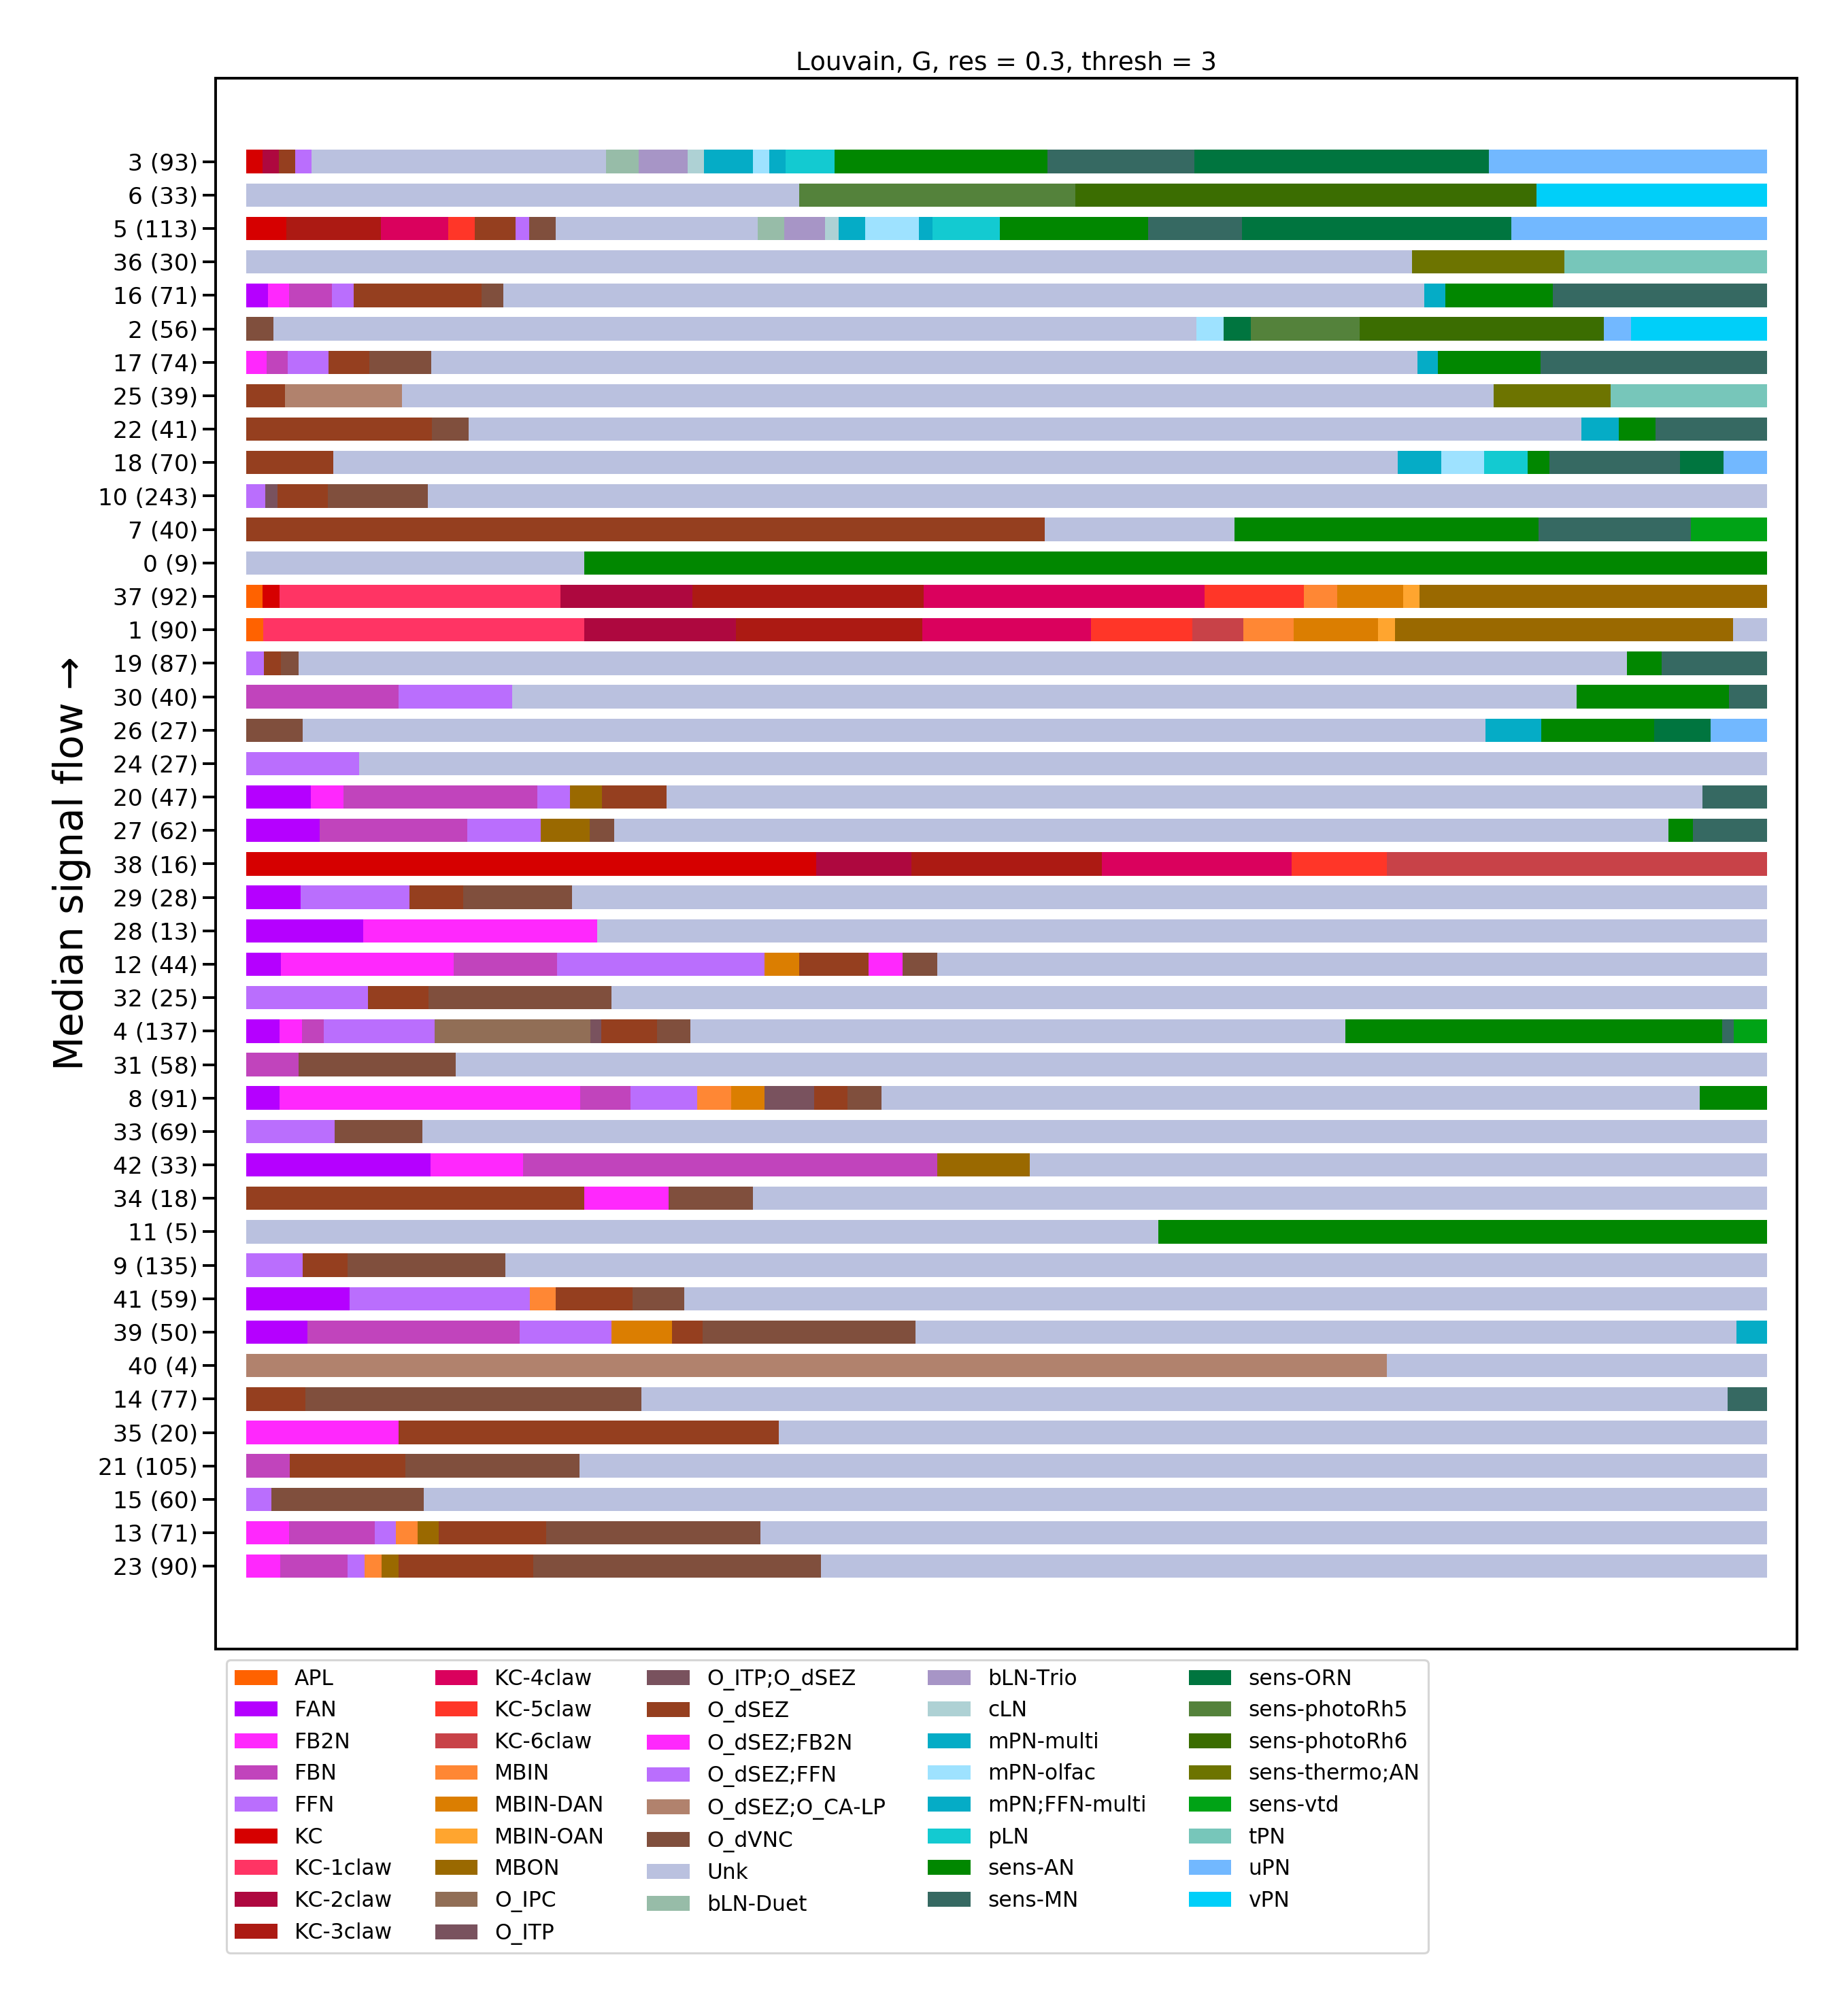 Louvain, G, res = 0.3, thresh = 3
Median signal flow →
3 (93)
6 (33)
5 (113)
36 (30)
16 (71)
2 (56)
17 (74)
25 (39)
22 (41)
18 (70)
10 (243)
7 (40)
0 (9)
37 (92)
1 (90)
19 (87)
30 (40)
26 (27)
24 (27)
20 (47)
27 (62)
38 (16)
29 (28)
28 (13)
12 (44)
32 (25)
4 (137)
31 (58)
8 (91)
33 (69)
42 (33)
34 (18)
11 (5)
9 (135)
41 (59)
39 (50)
40 (4)
14 (77)
35 (20)
21 (105)
15 (60)
13 (71)
23 (90)
APL
FAN
FB2N
FBN
FFN
KC
KC-1claw
KC-2claw
KC-3claw
KC-4claw
KC-5claw
KC-6claw
MBIN
MBIN-DAN
MBIN-OAN
MBON
O_IPC
O_ITP
O_ITP;O_dSEZ
O_dSEZ
O_dSEZ;FB2N
O_dSEZ;FFN
O_dSEZ;O_CA-LP
O_dVNC
Unk
bLN-Duet
bLN-Trio
cLN
mPN-multi
mPN-olfac
mPN;FFN-multi
pLN
sens-AN
sens-MN
sens-ORN
sens-photoRh5
sens-photoRh6
sens-thermo;AN
sens-vtd
tPN
uPN
vPN